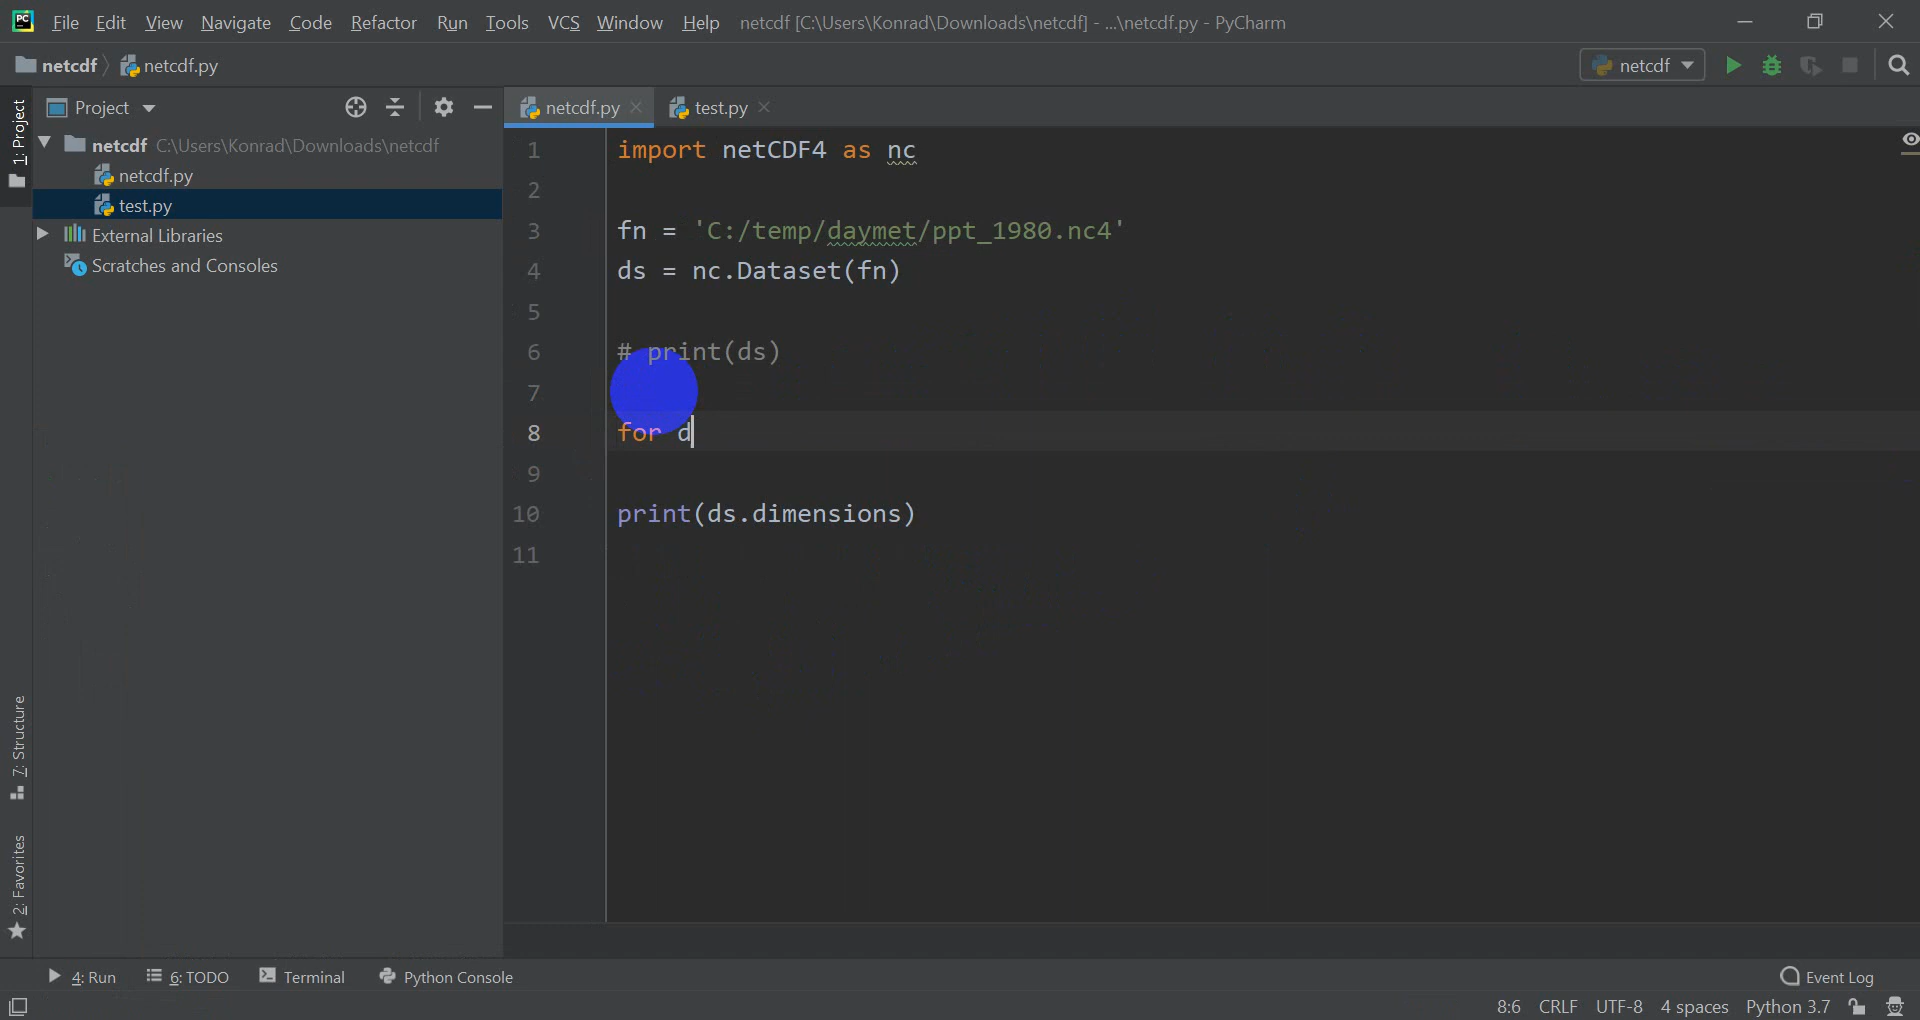 PC File Edit View Navigate Code Refactor Run Tools VCS Window Help netcdf [C:\Users\Konrad\Downloads\netcdf] - ...\netcdf.py - PyCharm
netcdf netcdf.py netcdf
1: Project
Project
netcdf.py test.py
netcdf C:\Users\Konrad\Downloads\netcdf
netcdf.py
test.py
External Libraries
Scratches and Consoles
1 import netCDF4 as nc
2
3 fn = 'C:/temp/daymet/ppt_1980.nc4'
4 ds = nc.Dataset(fn)
5
6 # print(ds)
7
8 for d
9
10 print(ds.dimensions)
11
7: Structure
2: Favorites
4: Run 6: TODO Terminal Python Console Event Log
8:6 CRLF UTF-8 4 spaces Python 3.7